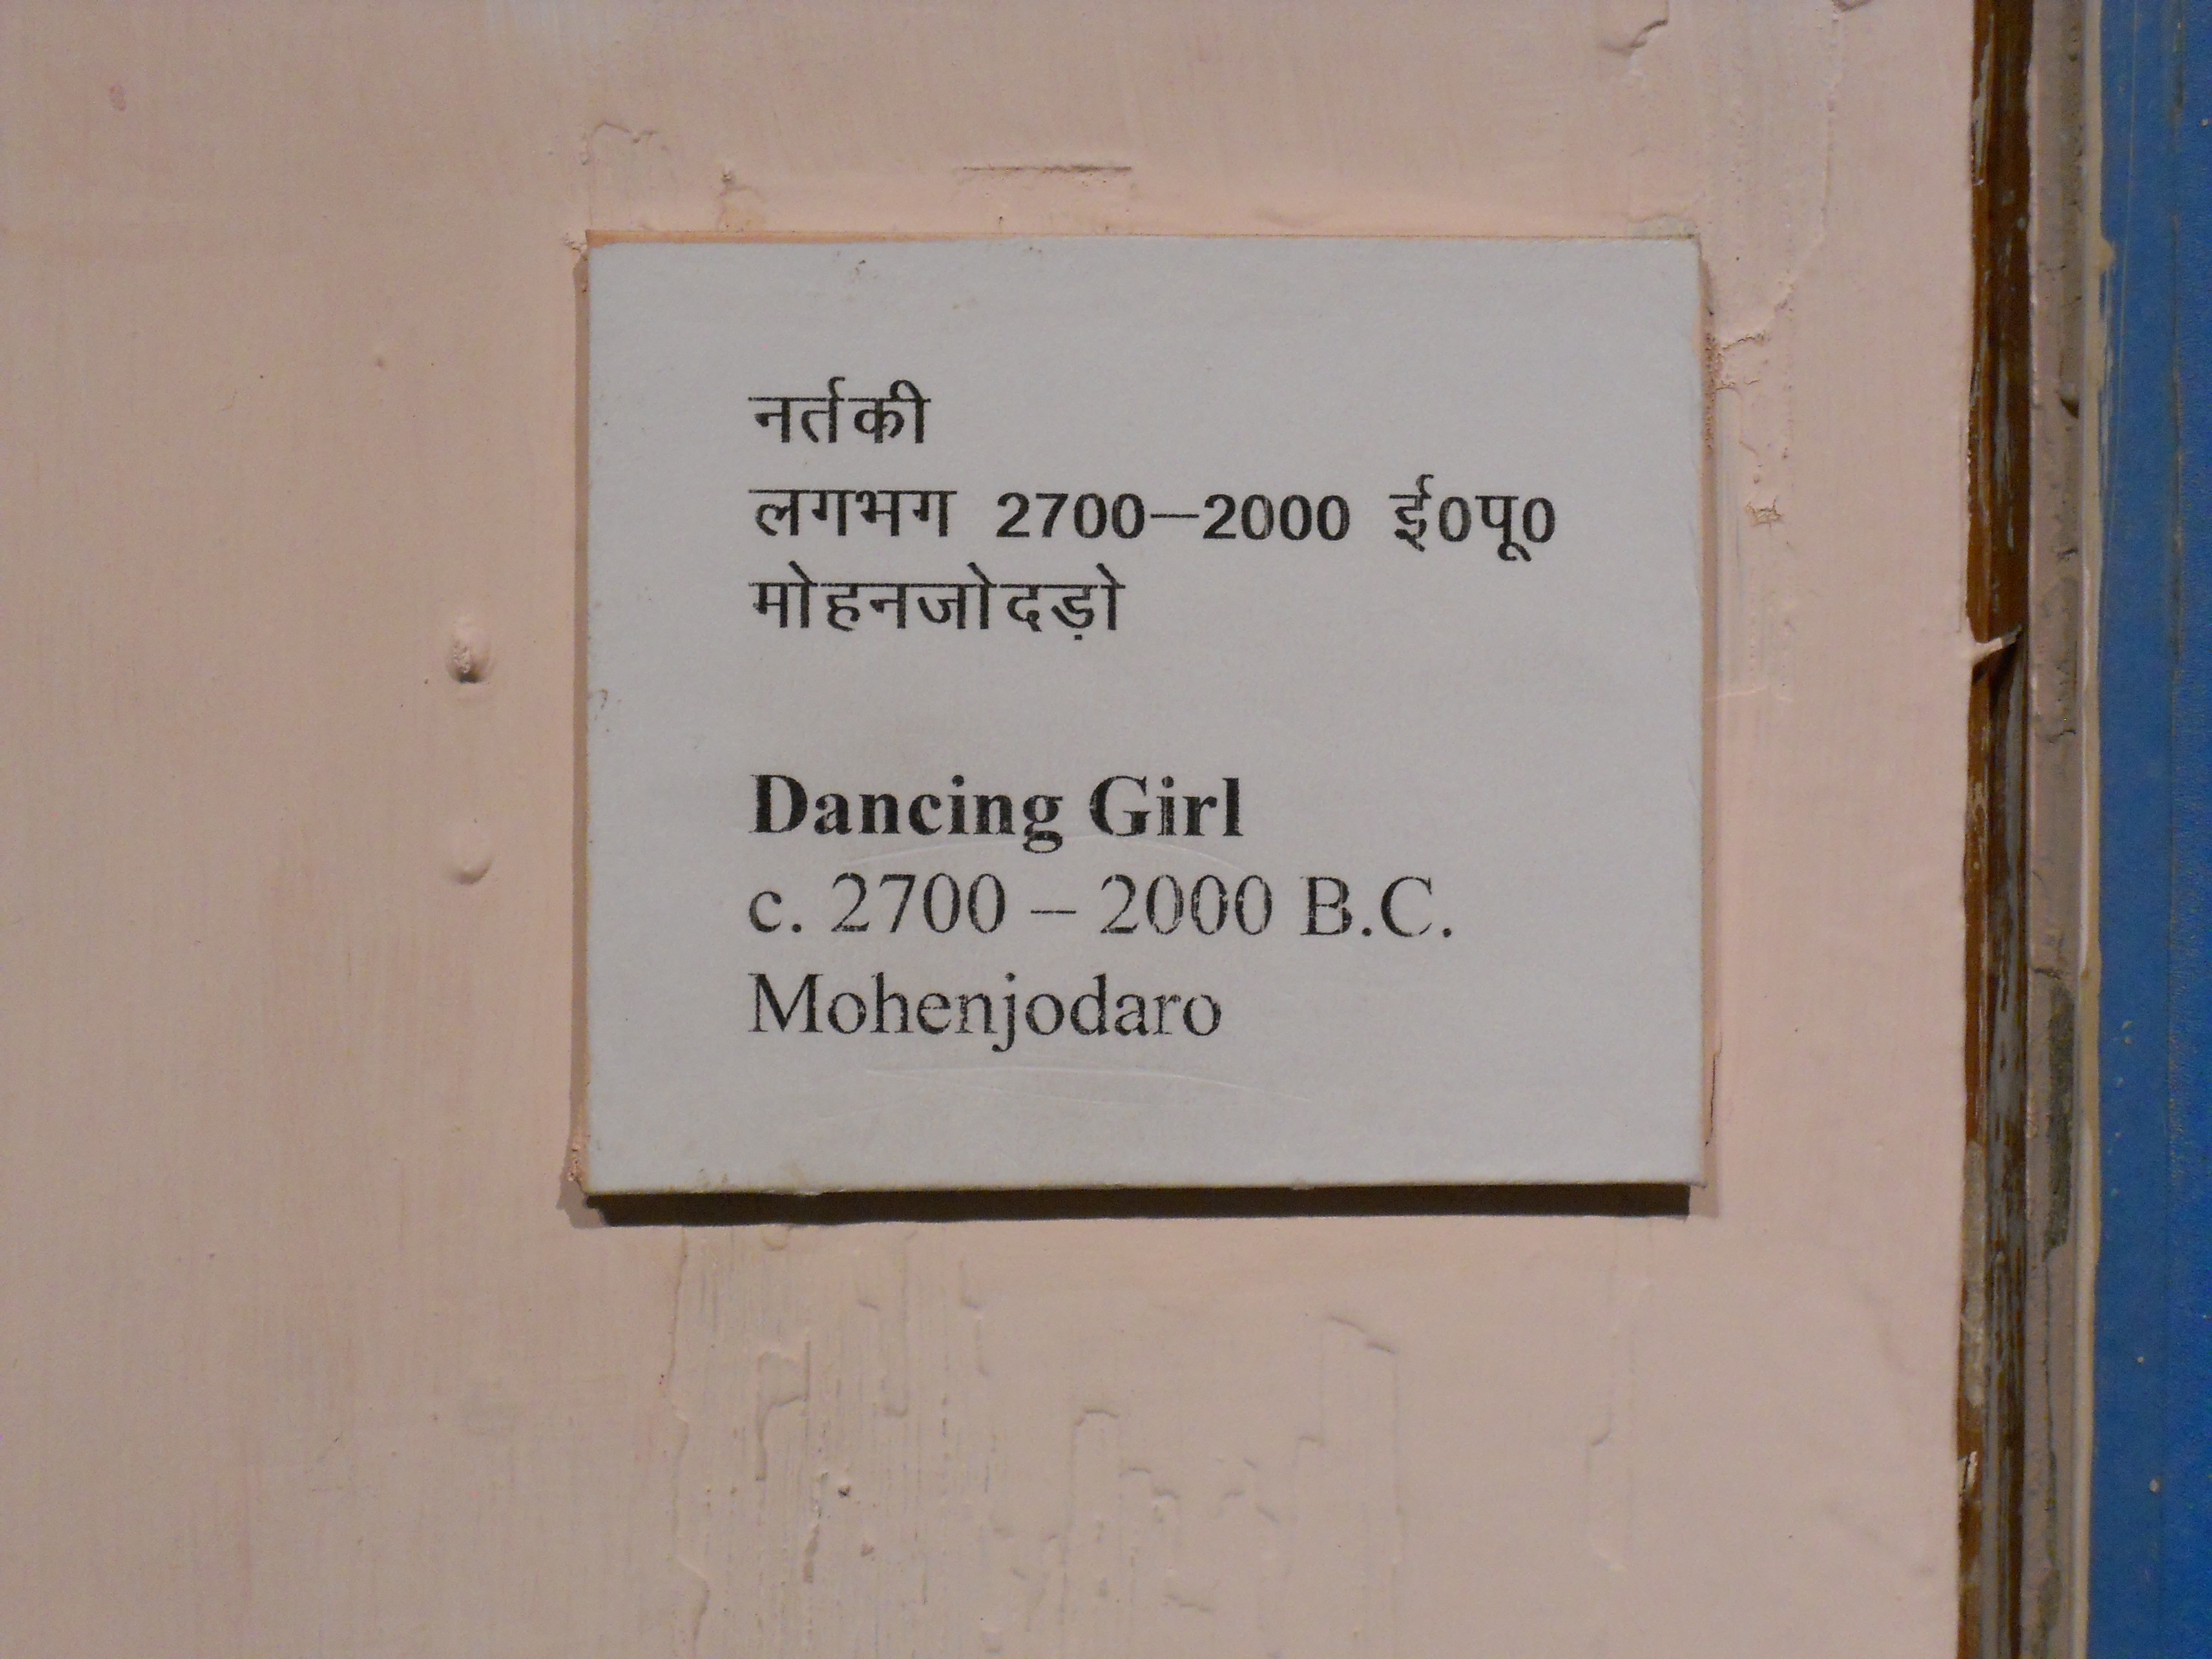 नर्तकी
लगभग 2700–2000 ई0पू0
मोहनजोदड़ो
Dancing Girl
c. 2700 – 2000 B.C.
Mohenjodaro